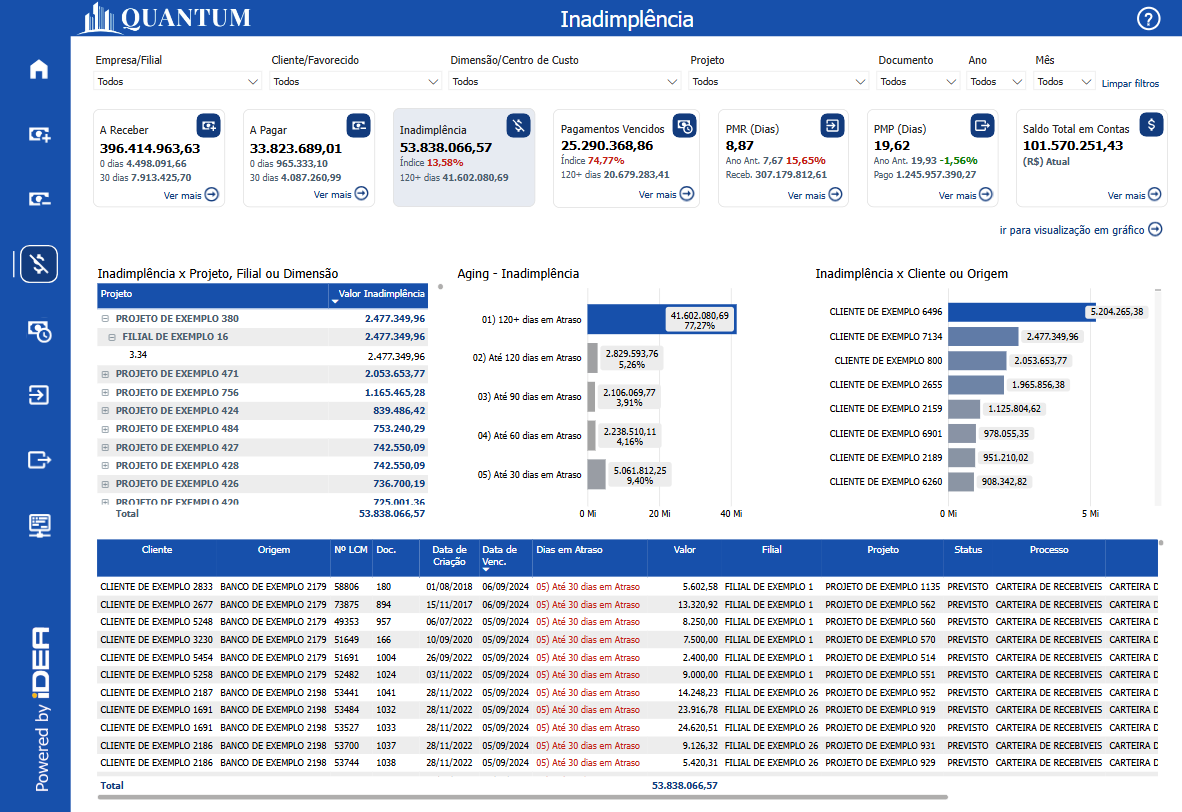 QUANTUM
Inadimplência
?
Empresa/Filial Cliente/Favorecido Dimensão/Centro de Custo Projeto Documento Ano Mês
Todos Todos Todos Todos Todos Todos Todos Limpar filtros
A Receber
396.414.963,63
0 dias 4.498.091,66
30 dias 7.913.425,70
Ver mais
A Pagar
33.823.689,01
0 dias 965.333,10
30 dias 4.087.260,99
Ver mais
Inadimplência
53.838.066,57
Índice 13,58%
120+ dias 41.602.080,69
Pagamentos Vencidos
25.290.368,86
Índice 74,77%
120+ dias 20.679.283,41
Ver mais
PMR (Dias)
8,87
Ano Ant. 7,67 15,65%
Receb. 307.179.812,61
Ver mais
PMP (Dias)
19,62
Ano Ant. 19,93 -1,56%
Pago 1.245.957.390,27
Ver mais
Saldo Total em Contas
$
101.570.251,43
(R$) Atual
Ver mais
ir para visualização em gráfico
Inadimplência x Projeto, Filial ou Dimensão
Projeto Valor Inadimplência
PROJETO DE EXEMPLO 380 2.477.349,96
FILIAL DE EXEMPLO 16 2.477.349,96
3.34 2.477.349,96
PROJETO DE EXEMPLO 471 2.053.653,77
PROJETO DE EXEMPLO 756 1.165.465,28
PROJETO DE EXEMPLO 424 839.486,42
PROJETO DE EXEMPLO 484 753.240,29
PROJETO DE EXEMPLO 427 742.550,09
PROJETO DE EXEMPLO 428 742.550,09
PROJETO DE EXEMPLO 426 736.700,19
PROJETO DE EXEMPLO 420 725.001,36
Total 53.838.066,57
Aging - Inadimplência
01) 120+ dias em Atraso 41.602.080,69
77,27%
02) Até 120 dias em Atraso 2.829.593,76
5,26%
03) Até 90 dias em Atraso 2.106.069,77
3,91%
04) Até 60 dias em Atraso 2.238.510,11
4,16%
05) Até 30 dias em Atraso 5.061.812,25
9,40%
0 Mi 20 Mi 40 Mi
Inadimplência x Cliente ou Origem
CLIENTE DE EXEMPLO 6496 5.204.265,38
CLIENTE DE EXEMPLO 7134 2.477.349,96
CLIENTE DE EXEMPLO 800 2.053.653,77
CLIENTE DE EXEMPLO 2655 1.965.856,38
CLIENTE DE EXEMPLO 2159 1.125.804,62
CLIENTE DE EXEMPLO 6901 978.055,35
CLIENTE DE EXEMPLO 2189 951.210,02
CLIENTE DE EXEMPLO 6260 908.342,82
0 Mi 5 Mi
Cliente Origem Nº LCM Doc. Data de Criação Data de Venc. Dias em Atraso Valor Filial Projeto Status Processo
CLIENTE DE EXEMPLO 2833 BANCO DE EXEMPLO 2179 58806 180 01/08/2018 06/09/2024 05) Até 30 dias em Atraso 5.602,58 FILIAL DE EXEMPLO 1 PROJETO DE EXEMPLO 1135 PREVISTO CARTEIRA DE RECEBIVEIS CARTEIRA D
CLIENTE DE EXEMPLO 2677 BANCO DE EXEMPLO 2179 73875 894 15/11/2017 06/09/2024 05) Até 30 dias em Atraso 13.320,92 FILIAL DE EXEMPLO 1 PROJETO DE EXEMPLO 562 PREVISTO CARTEIRA DE RECEBIVEIS CARTEIRA D
CLIENTE DE EXEMPLO 5248 BANCO DE EXEMPLO 2179 49353 957 06/07/2022 05/09/2024 05) Até 30 dias em Atraso 8.250,00 FILIAL DE EXEMPLO 1 PROJETO DE EXEMPLO 560 PREVISTO CARTEIRA DE RECEBIVEIS CARTEIRA D
CLIENTE DE EXEMPLO 3230 BANCO DE EXEMPLO 2179 51649 166 10/09/2020 05/09/2024 05) Até 30 dias em Atraso 7.500,00 FILIAL DE EXEMPLO 1 PROJETO DE EXEMPLO 570 PREVISTO CARTEIRA DE RECEBIVEIS CARTEIRA D
CLIENTE DE EXEMPLO 5454 BANCO DE EXEMPLO 2179 51691 1004 26/09/2022 05/09/2024 05) Até 30 dias em Atraso 2.400,00 FILIAL DE EXEMPLO 1 PROJETO DE EXEMPLO 514 PREVISTO CARTEIRA DE RECEBIVEIS CARTEIRA D
CLIENTE DE EXEMPLO 5258 BANCO DE EXEMPLO 2179 52482 1024 03/11/2022 05/09/2024 05) Até 30 dias em Atraso 9.000,00 FILIAL DE EXEMPLO 1 PROJETO DE EXEMPLO 551 PREVISTO CARTEIRA DE RECEBIVEIS CARTEIRA D
CLIENTE DE EXEMPLO 2187 BANCO DE EXEMPLO 2198 53441 1041 28/11/2022 05/09/2024 05) Até 30 dias em Atraso 14.248,23 FILIAL DE EXEMPLO 26 PROJETO DE EXEMPLO 952 PREVISTO CARTEIRA DE RECEBIVEIS CARTEIRA D
CLIENTE DE EXEMPLO 1691 BANCO DE EXEMPLO 2198 53484 1032 28/11/2022 05/09/2024 05) Até 30 dias em Atraso 23.916,78 FILIAL DE EXEMPLO 26 PROJETO DE EXEMPLO 919 PREVISTO CARTEIRA DE RECEBIVEIS CARTEIRA D
CLIENTE DE EXEMPLO 1691 BANCO DE EXEMPLO 2198 53527 1033 28/11/2022 05/09/2024 05) Até 30 dias em Atraso 24.620,51 FILIAL DE EXEMPLO 26 PROJETO DE EXEMPLO 920 PREVISTO CARTEIRA DE RECEBIVEIS CARTEIRA D
CLIENTE DE EXEMPLO 2186 BANCO DE EXEMPLO 2198 53700 1037 28/11/2022 05/09/2024 05) Até 30 dias em Atraso 9.126,32 FILIAL DE EXEMPLO 26 PROJETO DE EXEMPLO 931 PREVISTO CARTEIRA DE RECEBIVEIS CARTEIRA D
CLIENTE DE EXEMPLO 2186 BANCO DE EXEMPLO 2198 53744 1038 28/11/2022 05/09/2024 05) Até 30 dias em Atraso 5.420,31 FILIAL DE EXEMPLO 26 PROJETO DE EXEMPLO 929 PREVISTO CARTEIRA DE RECEBIVEIS CARTEIRA D
Total 53.838.066,57
Powered by iDEA